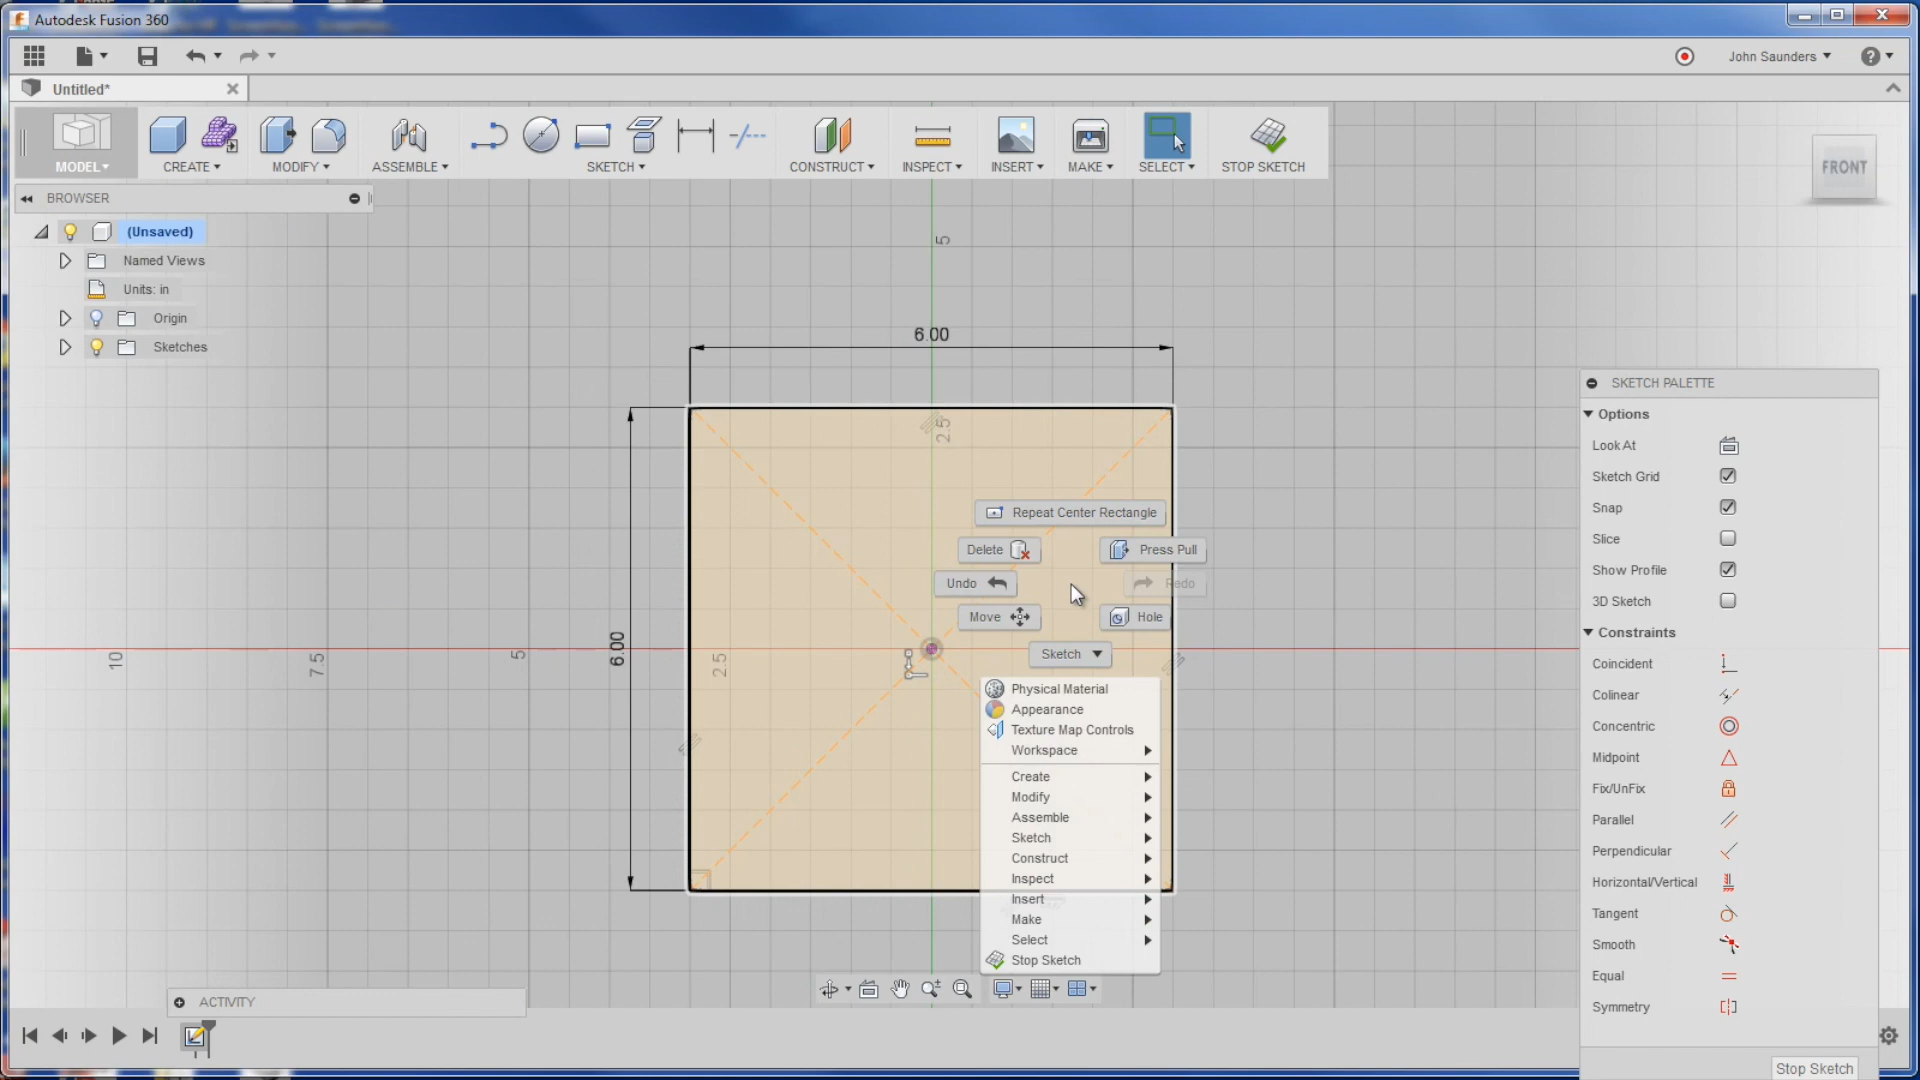 Autodesk Fusion 360
John Saunders
Untitled*
MODEL
CREATE
MODIFY
ASSEMBLE
SKETCH
CONSTRUCT
INSPECT
INSERT
MAKE
SELECT
STOP SKETCH
FRONT
BROWSER
(Unsaved)
Named Views
Units: in
Origin
Sketches
5
6.00
2.5
6.00
10
7.5
5
2.5
Repeat Center Rectangle
Delete
Press Pull
Undo
Redo
Move
Hole
Sketch
Physical Material
Appearance
Texture Map Controls
Workspace
Create
Modify
Assemble
Sketch
Construct
Inspect
Insert
Make
Select
Stop Sketch
SKETCH PALETTE
Options
Look At
Sketch Grid
Snap
Slice
Show Profile
3D Sketch
Constraints
Coincident
Colinear
Concentric
Midpoint
Fix/UnFix
Parallel
Perpendicular
Horizontal/Vertical
Tangent
Smooth
Equal
Symmetry
Stop Sketch
ACTIVITY